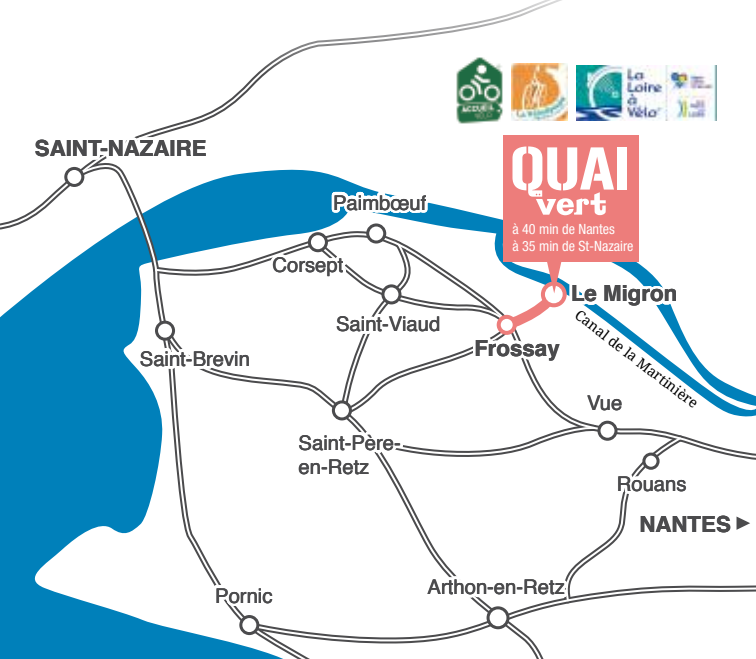 ACCUEIL
VÉLO
La
Loire
à
Vélo
SAINT-NAZAIRE
QUAI
vert
à 40 min de Nantes
à 35 min de St-Nazaire
Paimbœuf
Corsept
Le Migron
Saint-Viaud
Canal de la Martinière
Frossay
Saint-Brevin
Vue
Saint-Père-
en-Retz
Rouans
NANTES
Arthon-en-Retz
Pornic